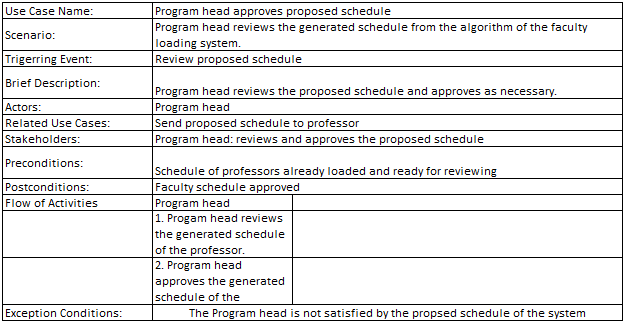 Use Case Name: Program head approves proposed schedule
Scenario: Program head reviews the generated schedule from the algorithm of the faculty
loading system.
Trigerring Event: Review proposed schedule
Brief Description: Program head reviews the proposed schedule and approves as necessary.
Actors: Program head
Related Use Cases: Send proposed schedule to professor
Stakeholders: Program head: reviews and approves the proposed schedule
Preconditions: Schedule of professors already loaded and ready for reviewing
Postconditions: Faculty schedule approved
Flow of Activities Program head
1. Progam head reviews
the generated schedule
of the professor.
2. Program head
approves the generated
schedule of the
Exception Conditions: The Program head is not satisfied by the propsed schedule of the system